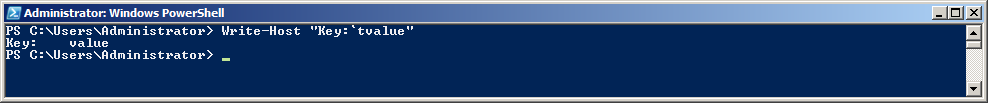 Administrator: Windows PowerShell
PS C:\Users\Administrator> Write-Host "Key:`tvalue"
Key:    value
PS C:\Users\Administrator> _